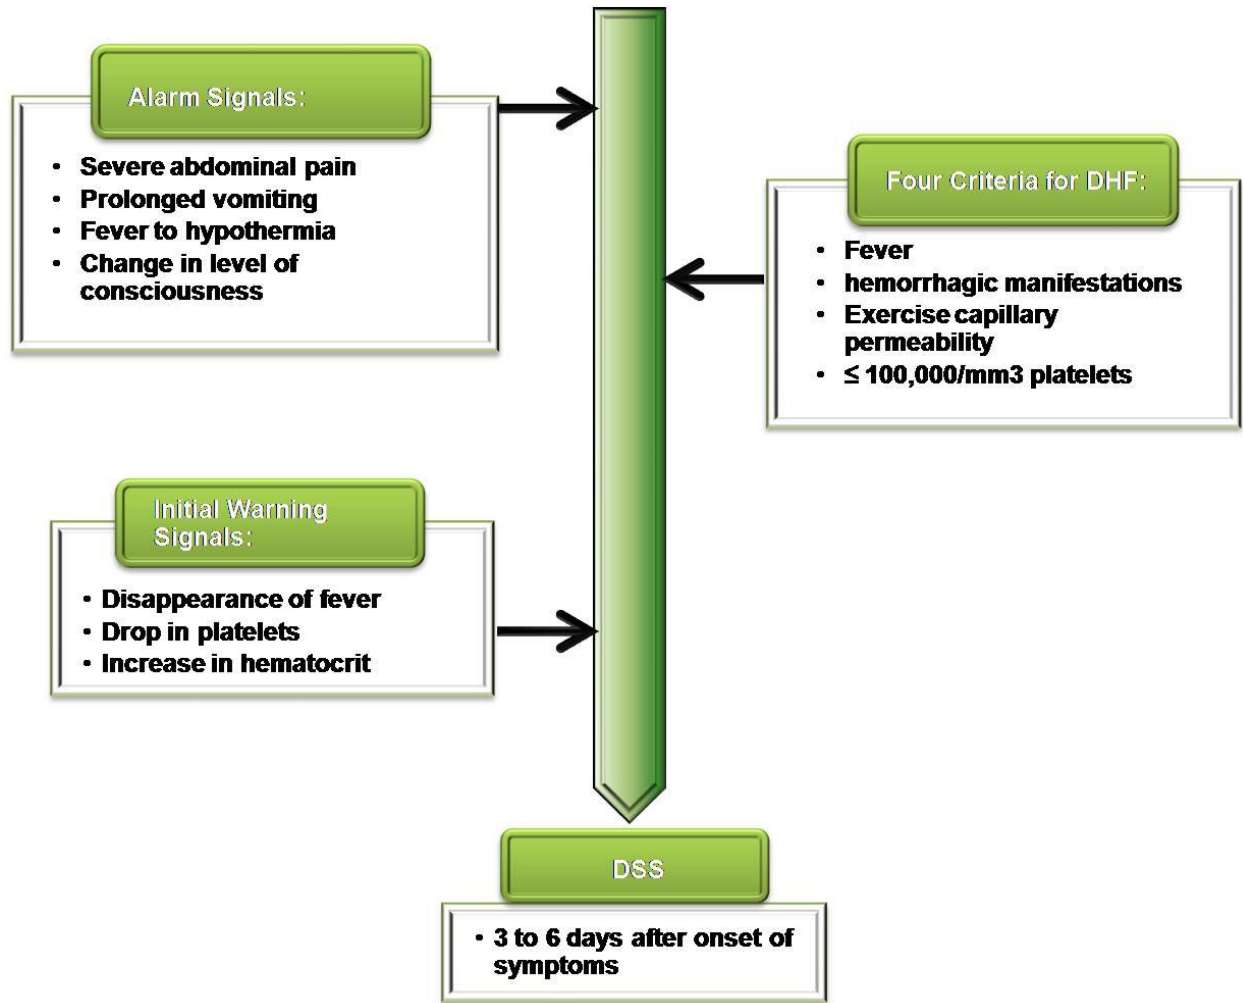 Alarm Signals:
• Severe abdominal pain
• Prolonged vomiting
• Fever to hypothermia
• Change in level of
consciousness
Four Criteria for DHF:
• Fever
• hemorrhagic manifestations
• Exercise capillary
permeability
• ≤ 100,000/mm3 platelets
Initial Warning
Signals:
• Disappearance of fever
• Drop in platelets
• Increase in hematocrit
DSS
• 3 to 6 days after onset of
symptoms